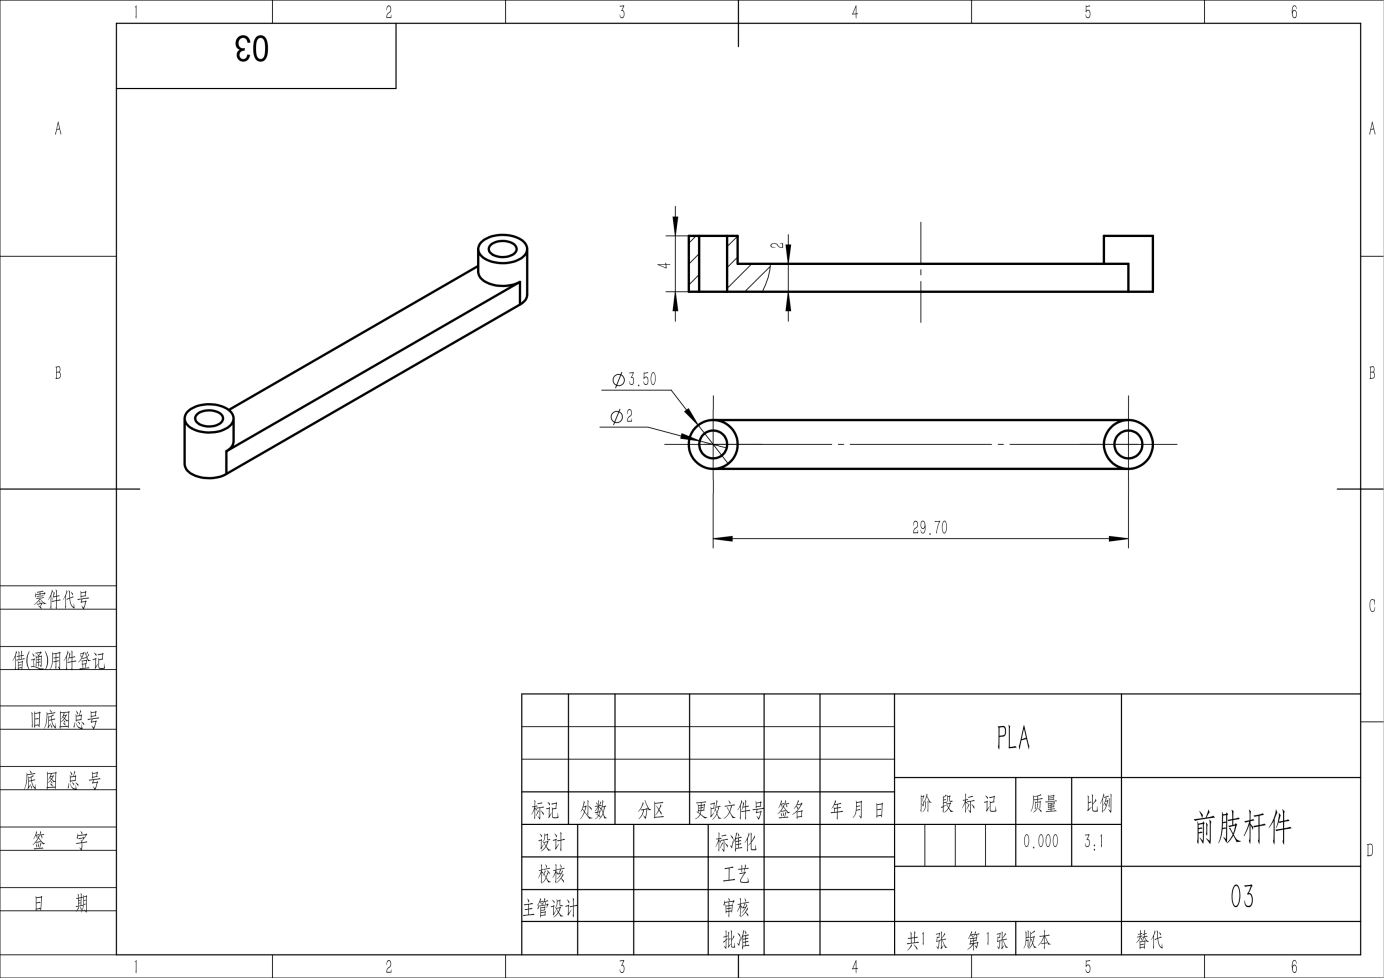 1 2 3 4 5 6
03
A A
2
4
B B
Ø3.50
Ø2
29.70
零件代号 C
借(通)用件登记
旧底图总号
PLA
底 图 总 号
标记 处数 分区 更改文件号 签名 年 月 日 阶 段 标 记 质量 比例
签 字 设计 标准化 0.000 3:1 前肢杆件 D
校核 工艺
日 期 主管设计 审核 03
批准 共1 张 第1张 版本 替代
1 2 3 4 5 6